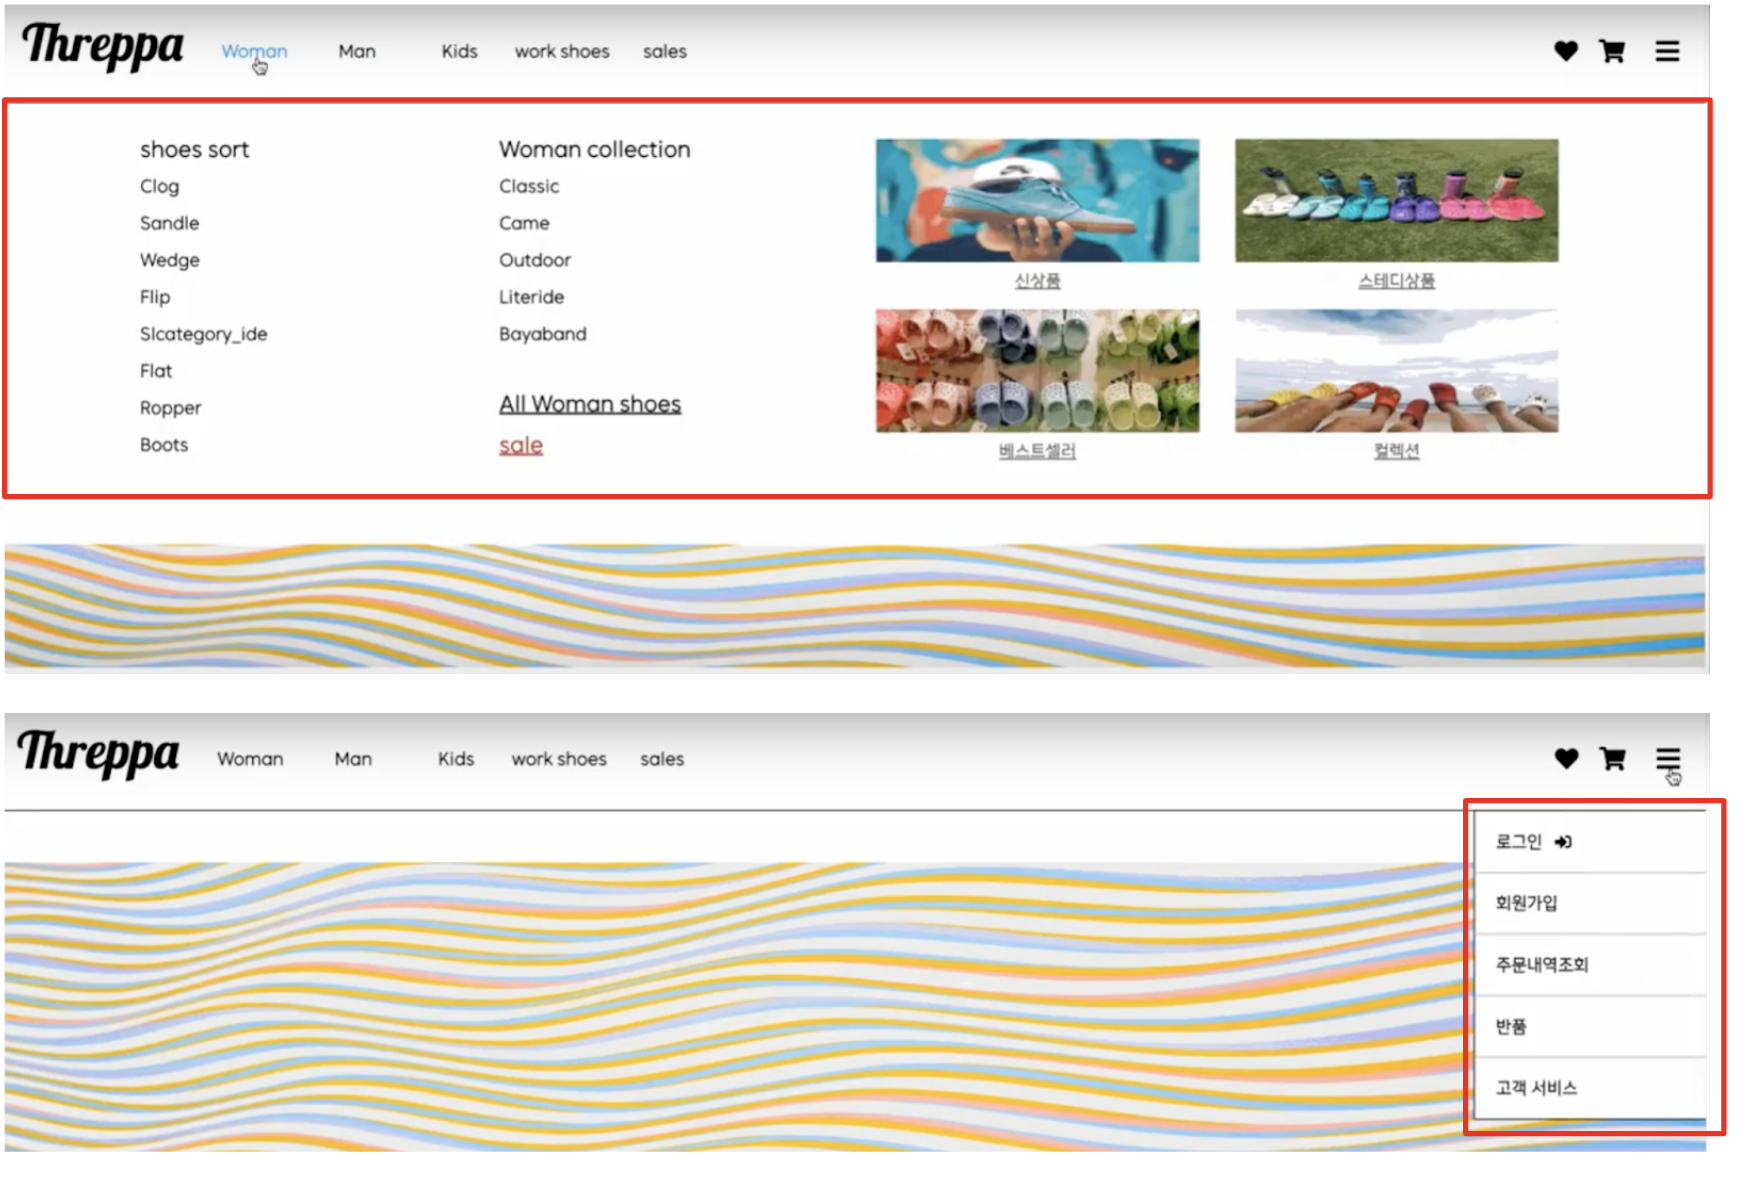 Threppa Woman Man Kids work shoes sales
shoes sort
Clog
Sandle
Wedge
Flip
Slcategory_ide
Flat
Ropper
Boots
Woman collection
Classic
Came
Outdoor
Literide
Bayaband
All Woman shoes
sale
신상품
스테디상품
베스트셀러
컬렉션
Threppa Woman Man Kids work shoes sales
로그인
회원가입
주문내역조회
반품
고객 서비스